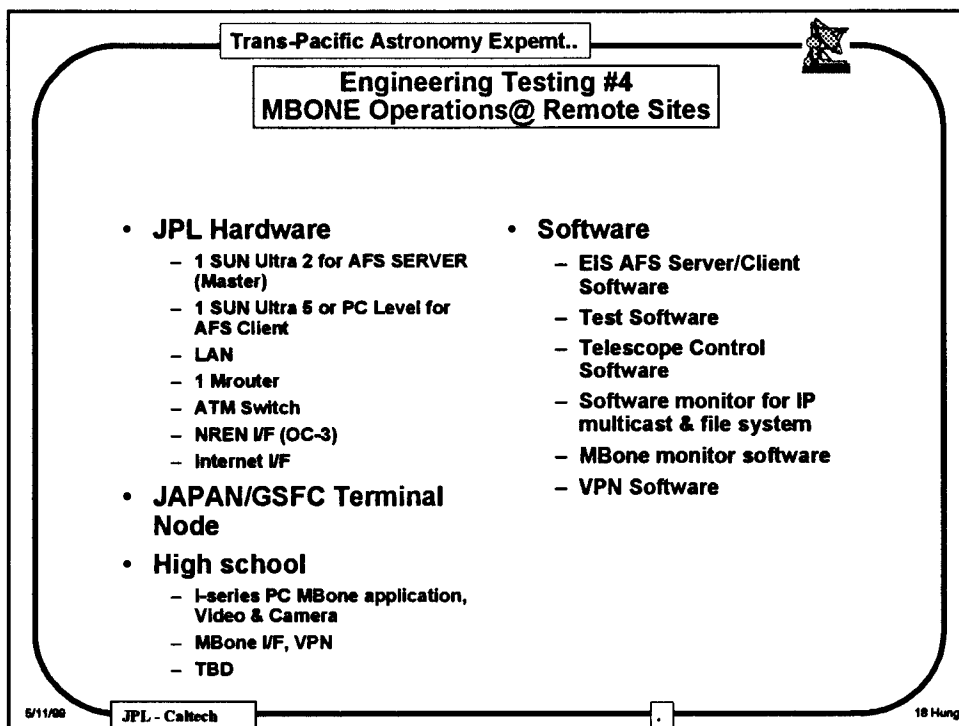 Trans-Pacific Astronomy Expemt..
Engineering Testing #4
MBONE Operations@ Remote Sites
• JPL Hardware
– 1 SUN Ultra 2 for AFS SERVER
(Master)
– 1 SUN Ultra 5 or PC Level for
AFS Client
– LAN
– 1 Mrouter
– ATM Switch
– NREN I/F (OC-3)
– Internet I/F
• JAPAN/GSFC Terminal
Node
• High school
– I-series PC MBone application,
Video & Camera
– MBone I/F, VPN
– TBD
• Software
– EIS AFS Server/Client
Software
– Test Software
– Telescope Control
Software
– Software monitor for IP
multicast & file system
– MBone monitor software
– VPN Software
5/11/99
JPL - Caltech
.
18 Hung